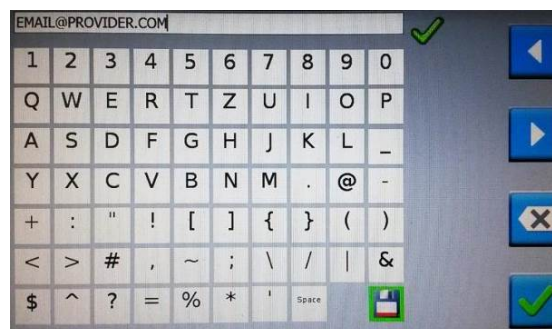 EMAIL@PROVIDER.COM
1 2 3 4 5 6 7 8 9 0
Q W E R T Z U I O P
A S D F G H J K L _
Y X C V B N M . @ -
+ : " ! [ ] { } ( )
< > # , ~ ; \ / | &
$ ^ ? = % * ' Space